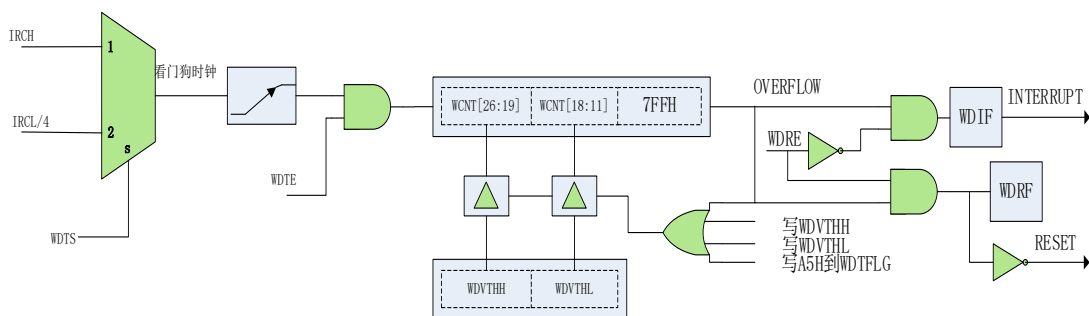 IRCH
1
看门狗时钟
IRCL/4
2
s
WDTS
WDTE
WCNT[26:19]
WCNT[18:11]
7FFH
OVERFLOW
WDRE
WDIF
INTERRUPT
WDRF
RESET
写WDVTHH
写WDVTHL
写A5H到WDTFLG
WDVTHH
WDVTHL